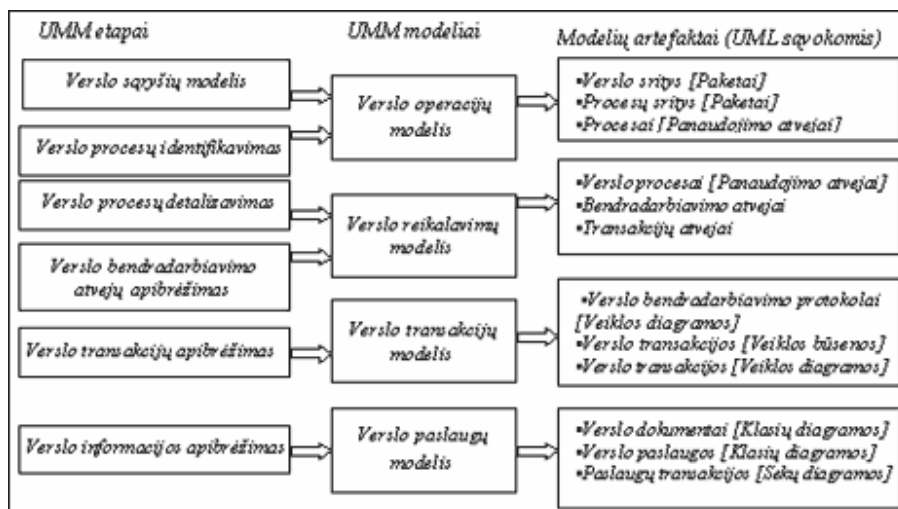 UMM etapai
Verslo sąryšių modelis
Verslo procesų identifikavimas
Verslo procesų detalizavimas
Verslo bendradarbiavimo
atvejų apibrėžimas
Verslo transakcijų apibrėžimas
Verslo informacijos apibrėžimas
UMM modeliai
Verslo operacijų
modelis
Verslo reikalavimų
modelis
Verslo transakcijų
modelis
Verslo paslaugų
modelis
Modelių artefaktai (UML sąvokomis)
▪Verslo sritys [Paketai]
▪Procesų sritys [Paketai]
▪Procesai [Panaudojimo atvejai]
▪Verslo procesai [Panaudojimo atvejai]
▪Bendradarbiavimo atvejai
▪Transakcijų atvejai
▪Verslo bendradarbiavimo protokolai
[Veiklos diagramos]
▪Verslo transakcijos [Veiklos būsenos]
▪Verslo transakcijos [Veiklos diagramos]
▪Verslo dokumentai [Klasių diagramos]
▪Verslo paslaugos [Klasių diagramos]
▪Paslaugų transakcijos [Sekų diagramos]